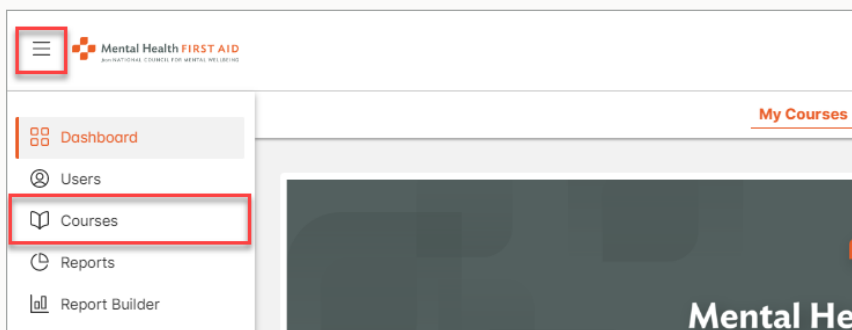 Mental Health FIRST AID
from NATIONAL COUNCIL FOR MENTAL WELLBEING
My Courses
Dashboard
Users
Courses
Reports
Report Builder
Mental He